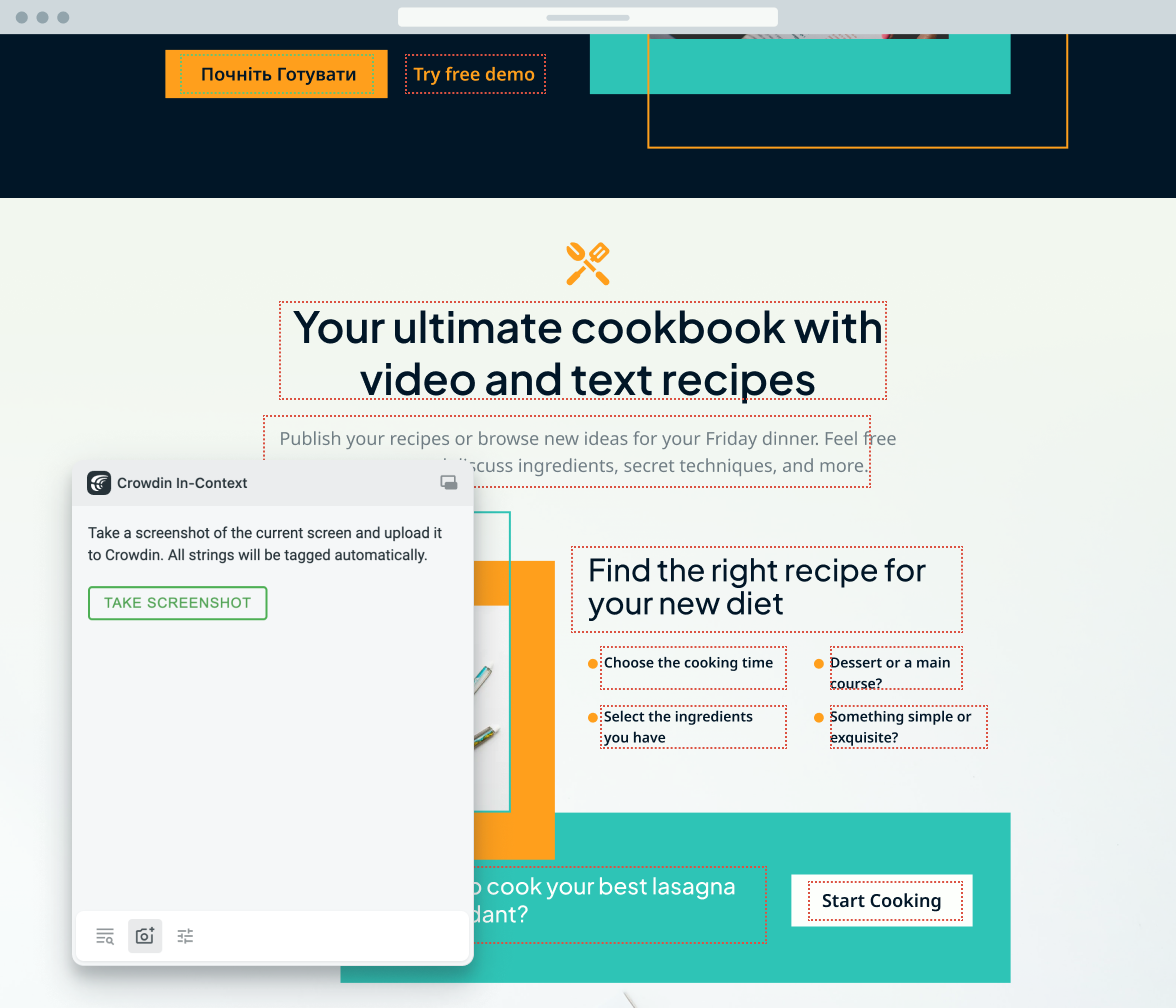 Почніть Готувати
Try free demo
Your ultimate cookbook with
video and text recipes
Publish your recipes or browse new ideas for your Friday dinner. Feel free
discuss ingredients, secret techniques, and more.
Crowdin In-Context
Take a screenshot of the current screen and upload it
to Crowdin. All strings will be tagged automatically.
TAKE SCREENSHOT
Find the right recipe for
your new diet
Choose the cooking time
Dessert or a main
course?
Select the ingredients
you have
Something simple or
exquisite?
cook your best lasagna
Start Cooking